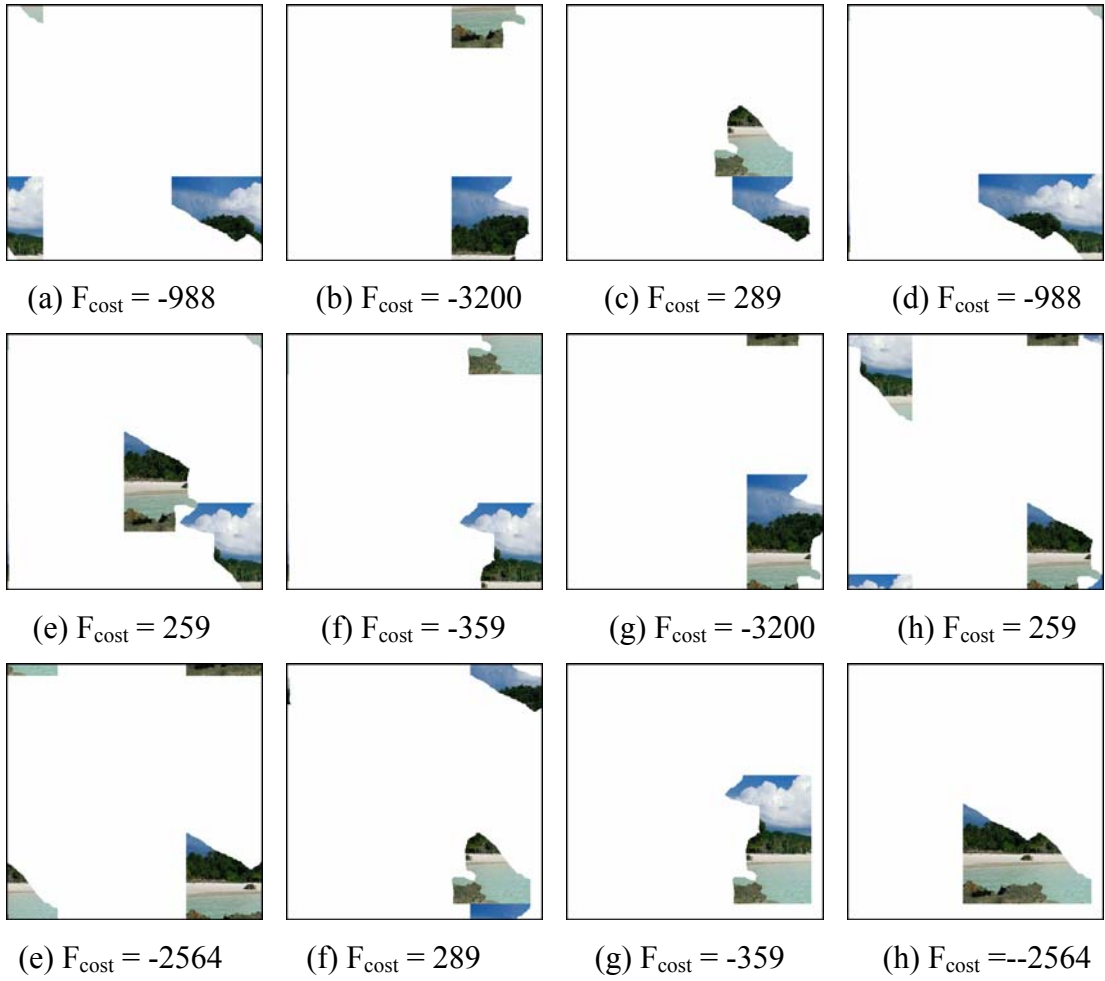 (a) Fcost = -988
(b) Fcost = -3200
(c) Fcost = 289
(d) Fcost = -988
(e) Fcost = 259
(f) Fcost = -359
(g) Fcost = -3200
(h) Fcost = 259
(e) Fcost = -2564
(f) Fcost = 289
(g) Fcost = -359
(h) Fcost =--2564